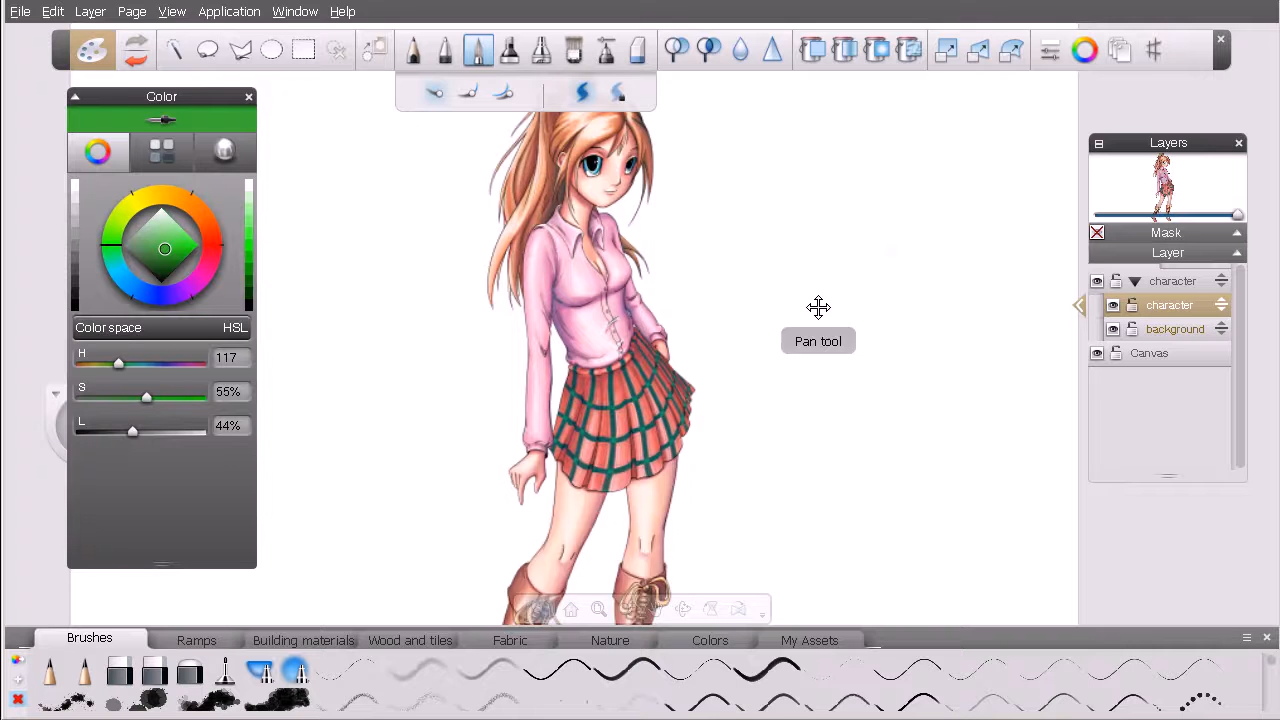 File Edit Layer Page View Application Window Help
Color
Color space HSL
H 117
S 55%
L 44%
Pan tool
Layers
Mask
Layer
character
character
background
Canvas
Brushes Ramps Building materials Wood and tiles Fabric Nature Colors My Assets